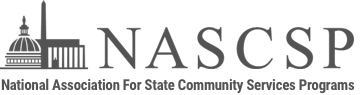 NASCSP
National Association For State Community Services Programs